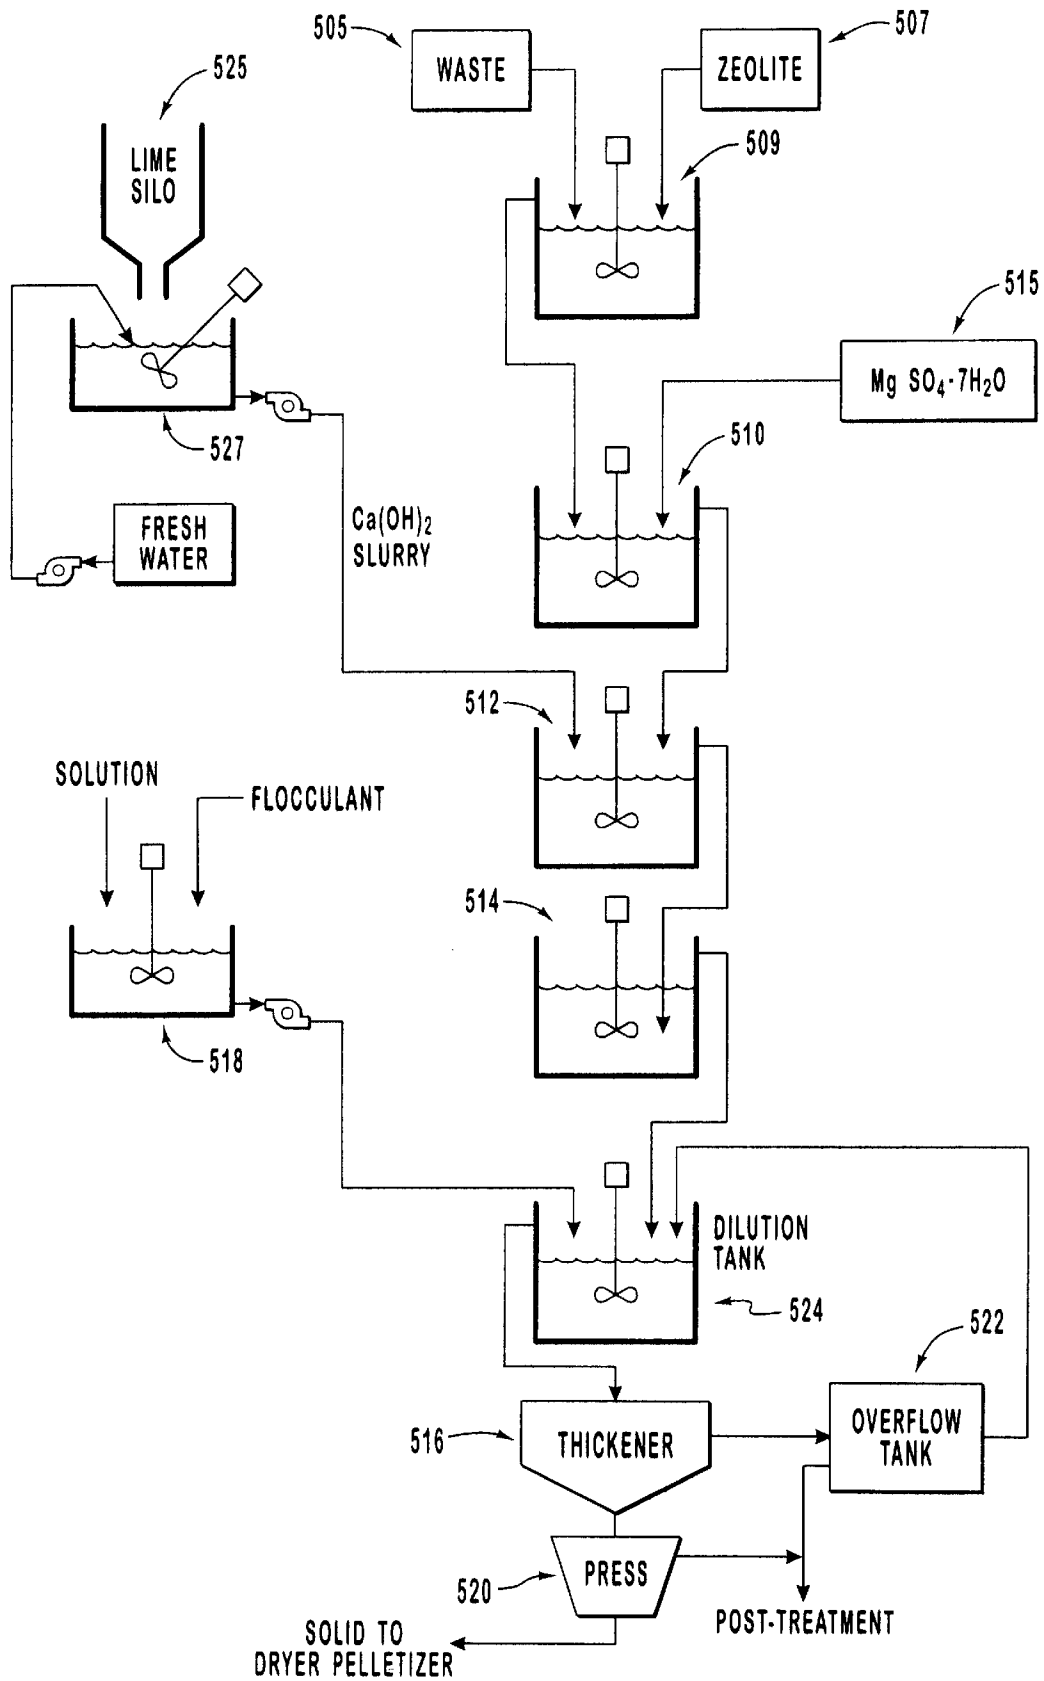 505
WASTE
ZEOLITE
507
525
LIME
SILO
509
515
Mg SO₄-7H₂O
527
510
FRESH
WATER
Ca(OH)₂
SLURRY
512
SOLUTION
FLOCCULANT
514
518
DILUTION
TANK
524
522
516
THICKENER
OVERFLOW
TANK
520
PRESS
POST-TREATMENT
SOLID TO
DRYER PELLETIZER